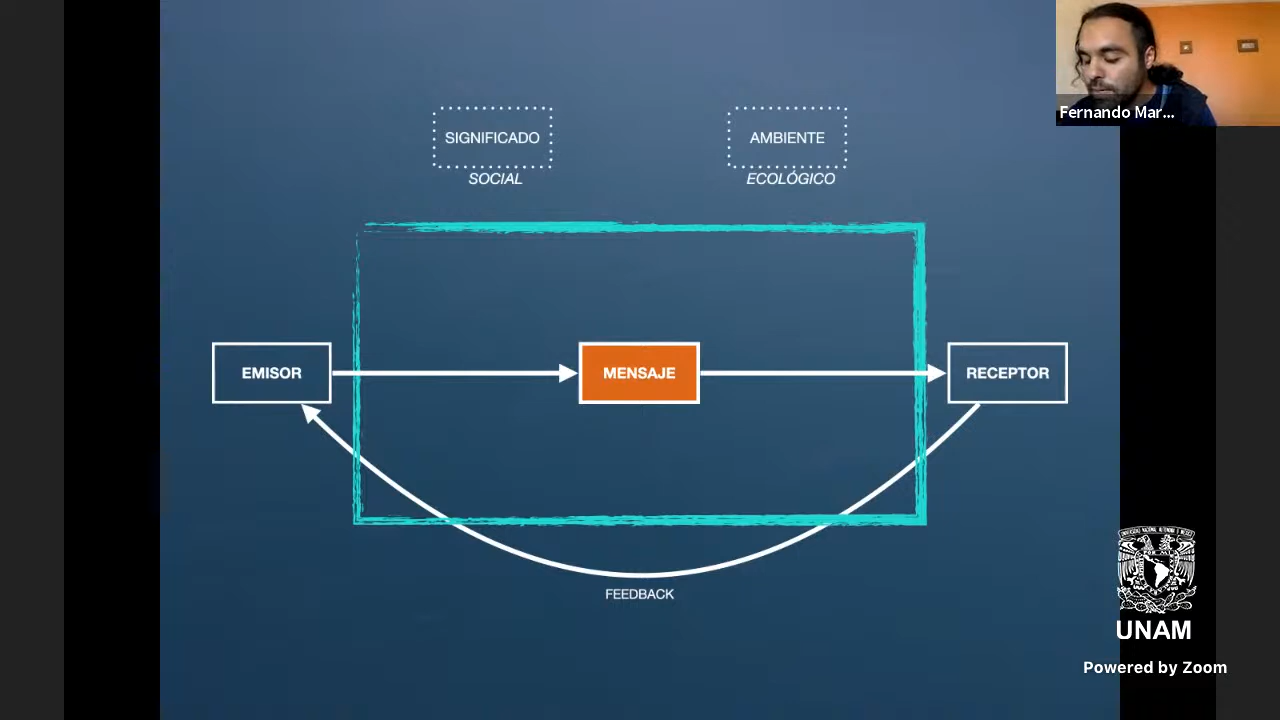 SIGNIFICADO
SOCIAL
AMBIENTE
ECOLÓGICO
EMISOR
MENSAJE
RECEPTOR
FEEDBACK
Fernando Mar...
UNAM
Powered by Zoom